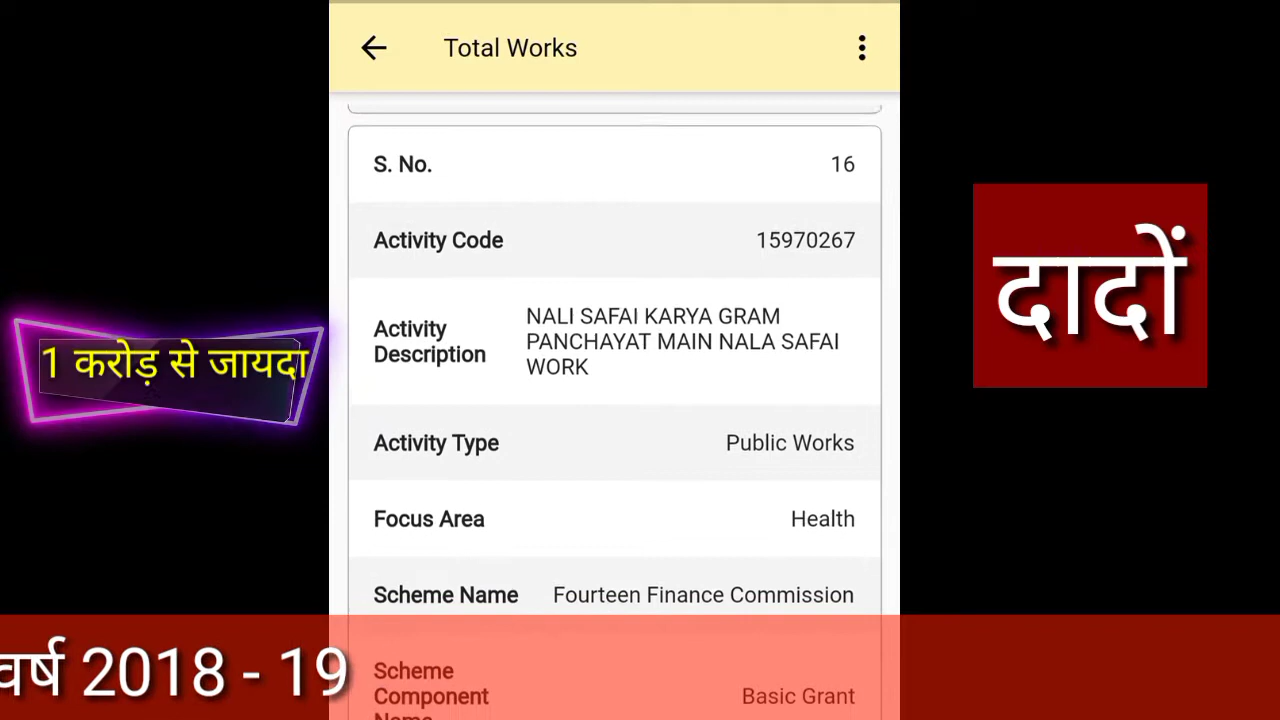 Total Works
S. No. 16
Activity Code 15970267
Activity
Description
NALI SAFAI KARYA GRAM
PANCHAYAT MAIN NALA SAFAI
WORK
Activity Type Public Works
Focus Area Health
Scheme Name Fourteen Finance Commission
Scheme
Component
Name
Basic Grant
1 करोड़ से जायदा
दादों
वर्ष 2018 - 19